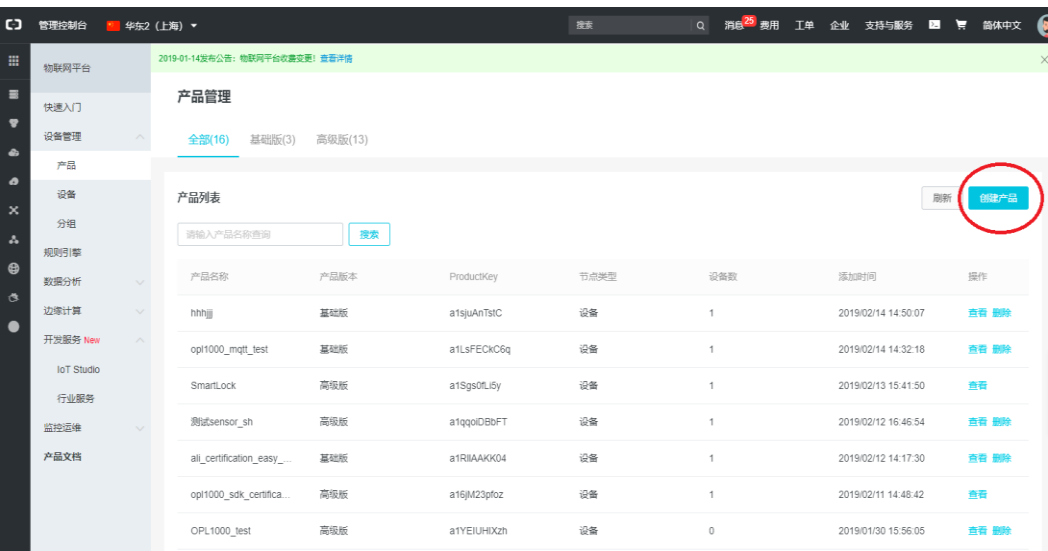 管理控制台 华东2（上海） 搜索 消息 25 费用 工单 企业 支持与服务 简体中文
物联网平台
快速入门
设备管理
产品
设备
分组
规则引擎
数据分析
边缘计算
开发服务 New
IoT Studio
行业服务
监控运维
产品文档
2019-01-14发布公告：物联网平台收费变更！查看详情
产品管理
全部(16) 基础版(3) 高级版(13)
产品列表 刷新 创建产品
请输入产品名称查询 搜索
产品名称 产品版本 ProductKey 节点类型 设备数 添加时间 操作
hhhjjj 基础版 a1sjuAnTstC 设备 1 2019/02/14 14:50:07 查看 删除
opl1000_mqtt_test 基础版 a1LsFECkC6q 设备 1 2019/02/14 14:32:18 查看 删除
SmartLock 高级版 a1Sgs0fLi5y 设备 1 2019/02/13 15:41:50 查看
测试sensor_sh 高级版 a1qqoiDBbFT 设备 1 2019/02/12 16:46:54 查看 删除
ali_certification_easy_... 基础版 a1RIlAAKK04 设备 1 2019/02/12 14:17:30 查看 删除
opl1000_sdk_certifica... 高级版 a16jM23pfoz 设备 1 2019/02/11 14:48:42 查看
OPL1000_test 高级版 a1YEIUHIXzh 设备 0 2019/01/30 15:56:05 查看 删除